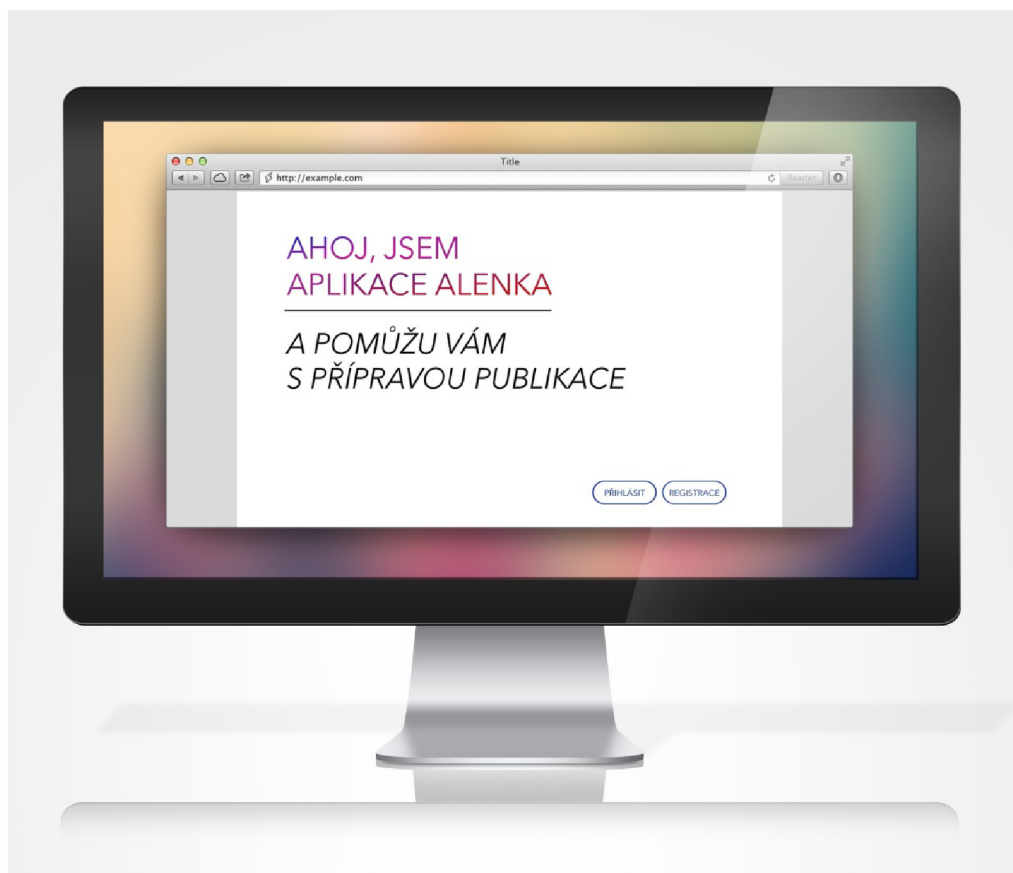 Title
http://example.com
Reader
AHOJ, JSEM
APLIKACE ALENKA
A POMŮŽU VÁM
S PŘÍPRAVOU PUBLIKACE
PŘIHLÁSIT
REGISTRACE